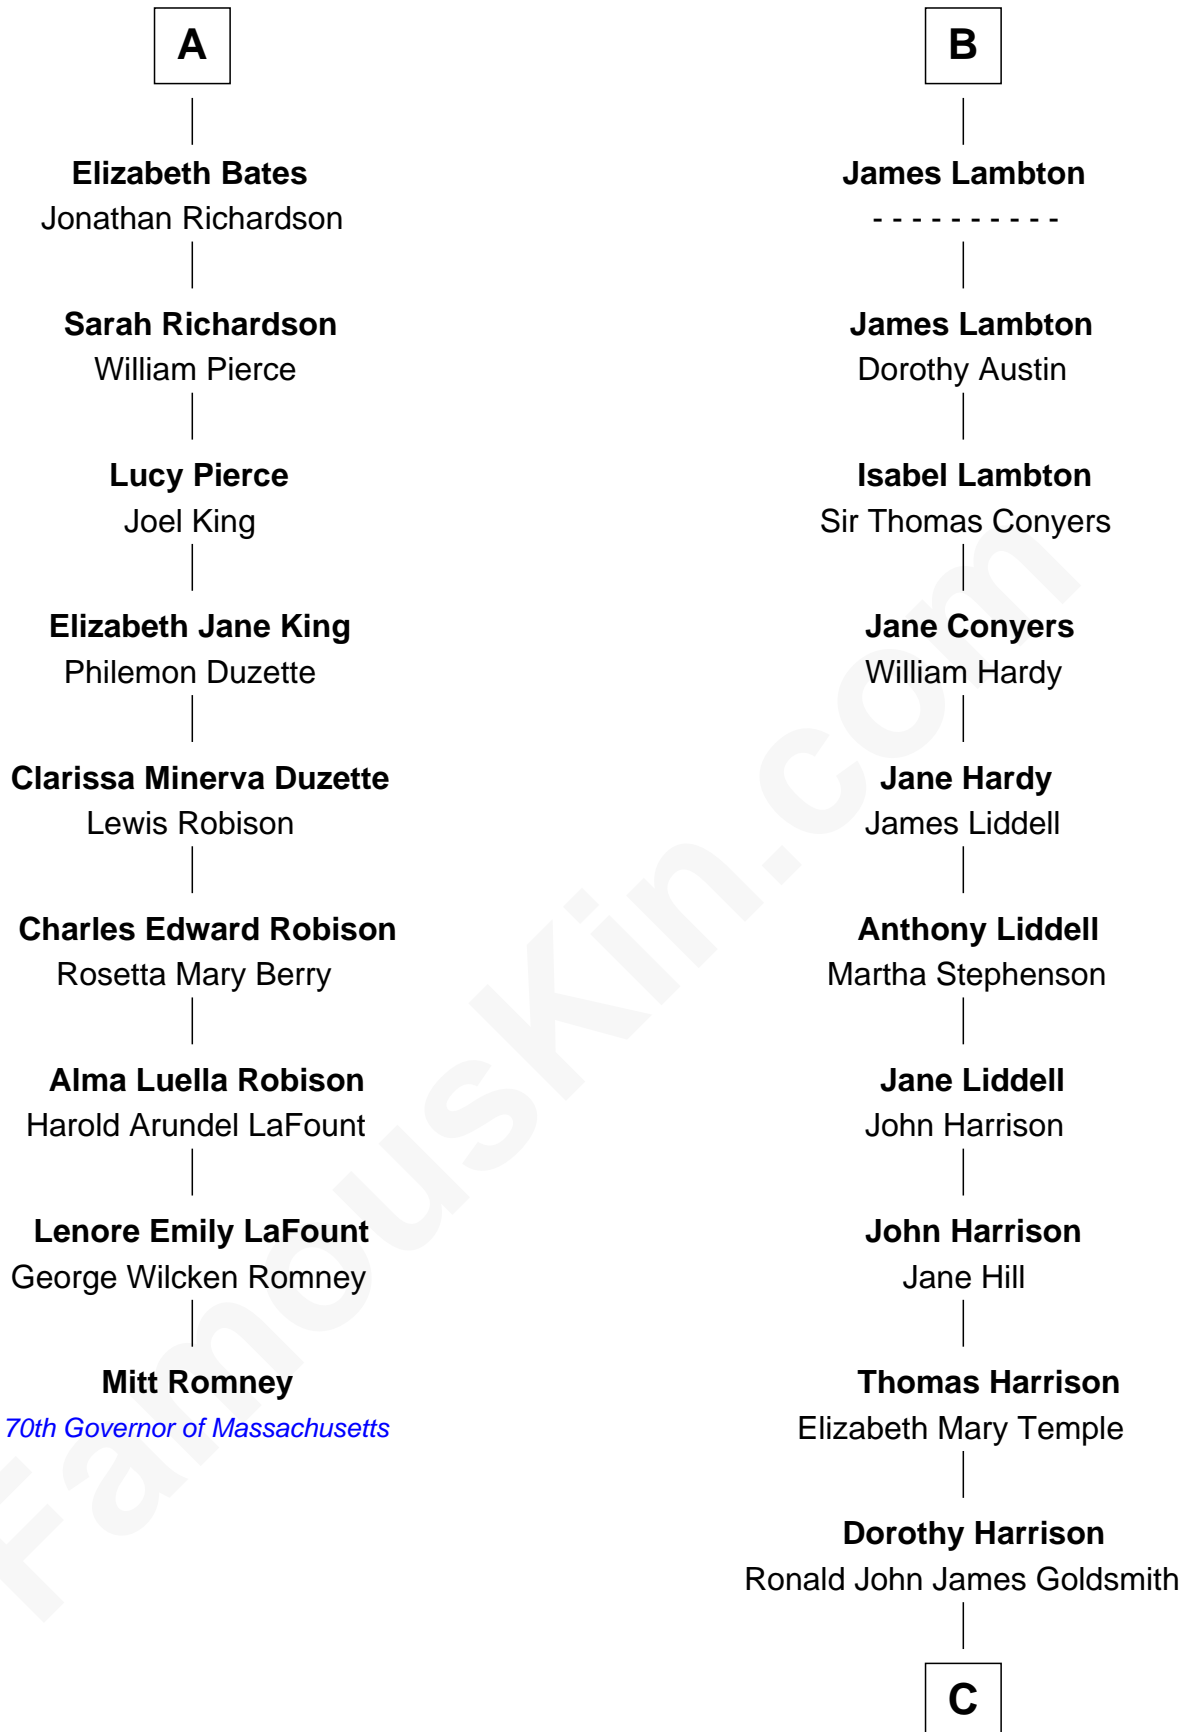 A
Elizabeth Bates
Jonathan Richardson
Sarah Richardson
William Pierce
Lucy Pierce
Joel King
Elizabeth Jane King
Philemon Duzette
Clarissa Minerva Duzette
Lewis Robison
Charles Edward Robison
Rosetta Mary Berry
Alma Luella Robison
Harold Arundel LaFount
Lenore Emily LaFount
George Wilcken Romney
Mitt Romney
70th Governor of Massachusetts
B
James Lambton
- - - - - - - - - -
James Lambton
Dorothy Austin
Isabel Lambton
Sir Thomas Conyers
Jane Conyers
William Hardy
Jane Hardy
James Liddell
Anthony Liddell
Martha Stephenson
Jane Liddell
John Harrison
John Harrison
Jane Hill
Thomas Harrison
Elizabeth Mary Temple
Dorothy Harrison
Ronald John James Goldsmith
C
FamousKin.com